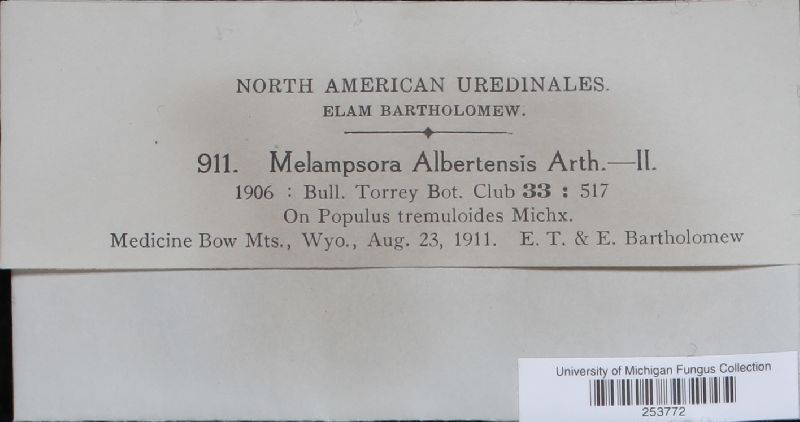 NORTH AMERICAN UREDINALES.
ELAM BARTHOLOMEW.
911. Melampsora Albertensis Arth.—II.
1906 : Bull. Torrey Bot. Club 33 : 517
On Populus tremuloides Michx.
Medicine Bow Mts., Wyo., Aug. 23, 1911. E. T. & E. Bartholomew
University of Michigan Fungus Collection
253772